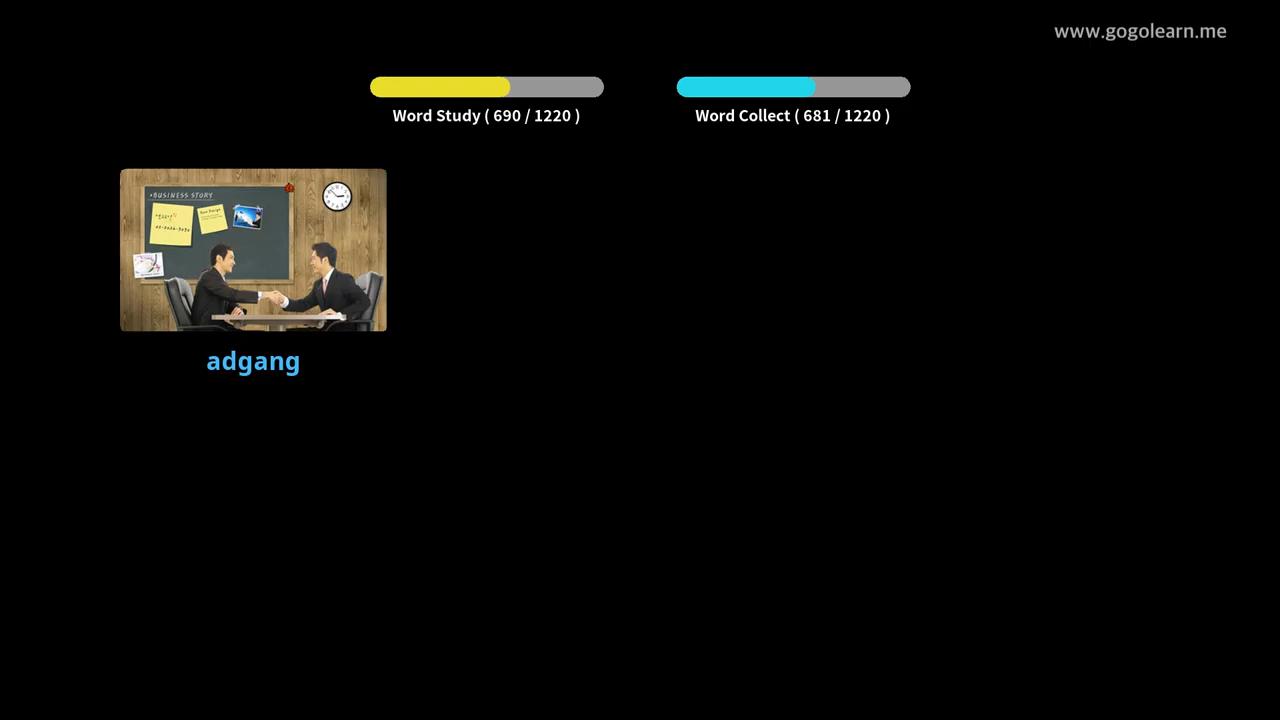 www.gogolearn.me
Word Study ( 690 / 1220 )
Word Collect ( 681 / 1220 )
•BUSINESS STORY
adgang